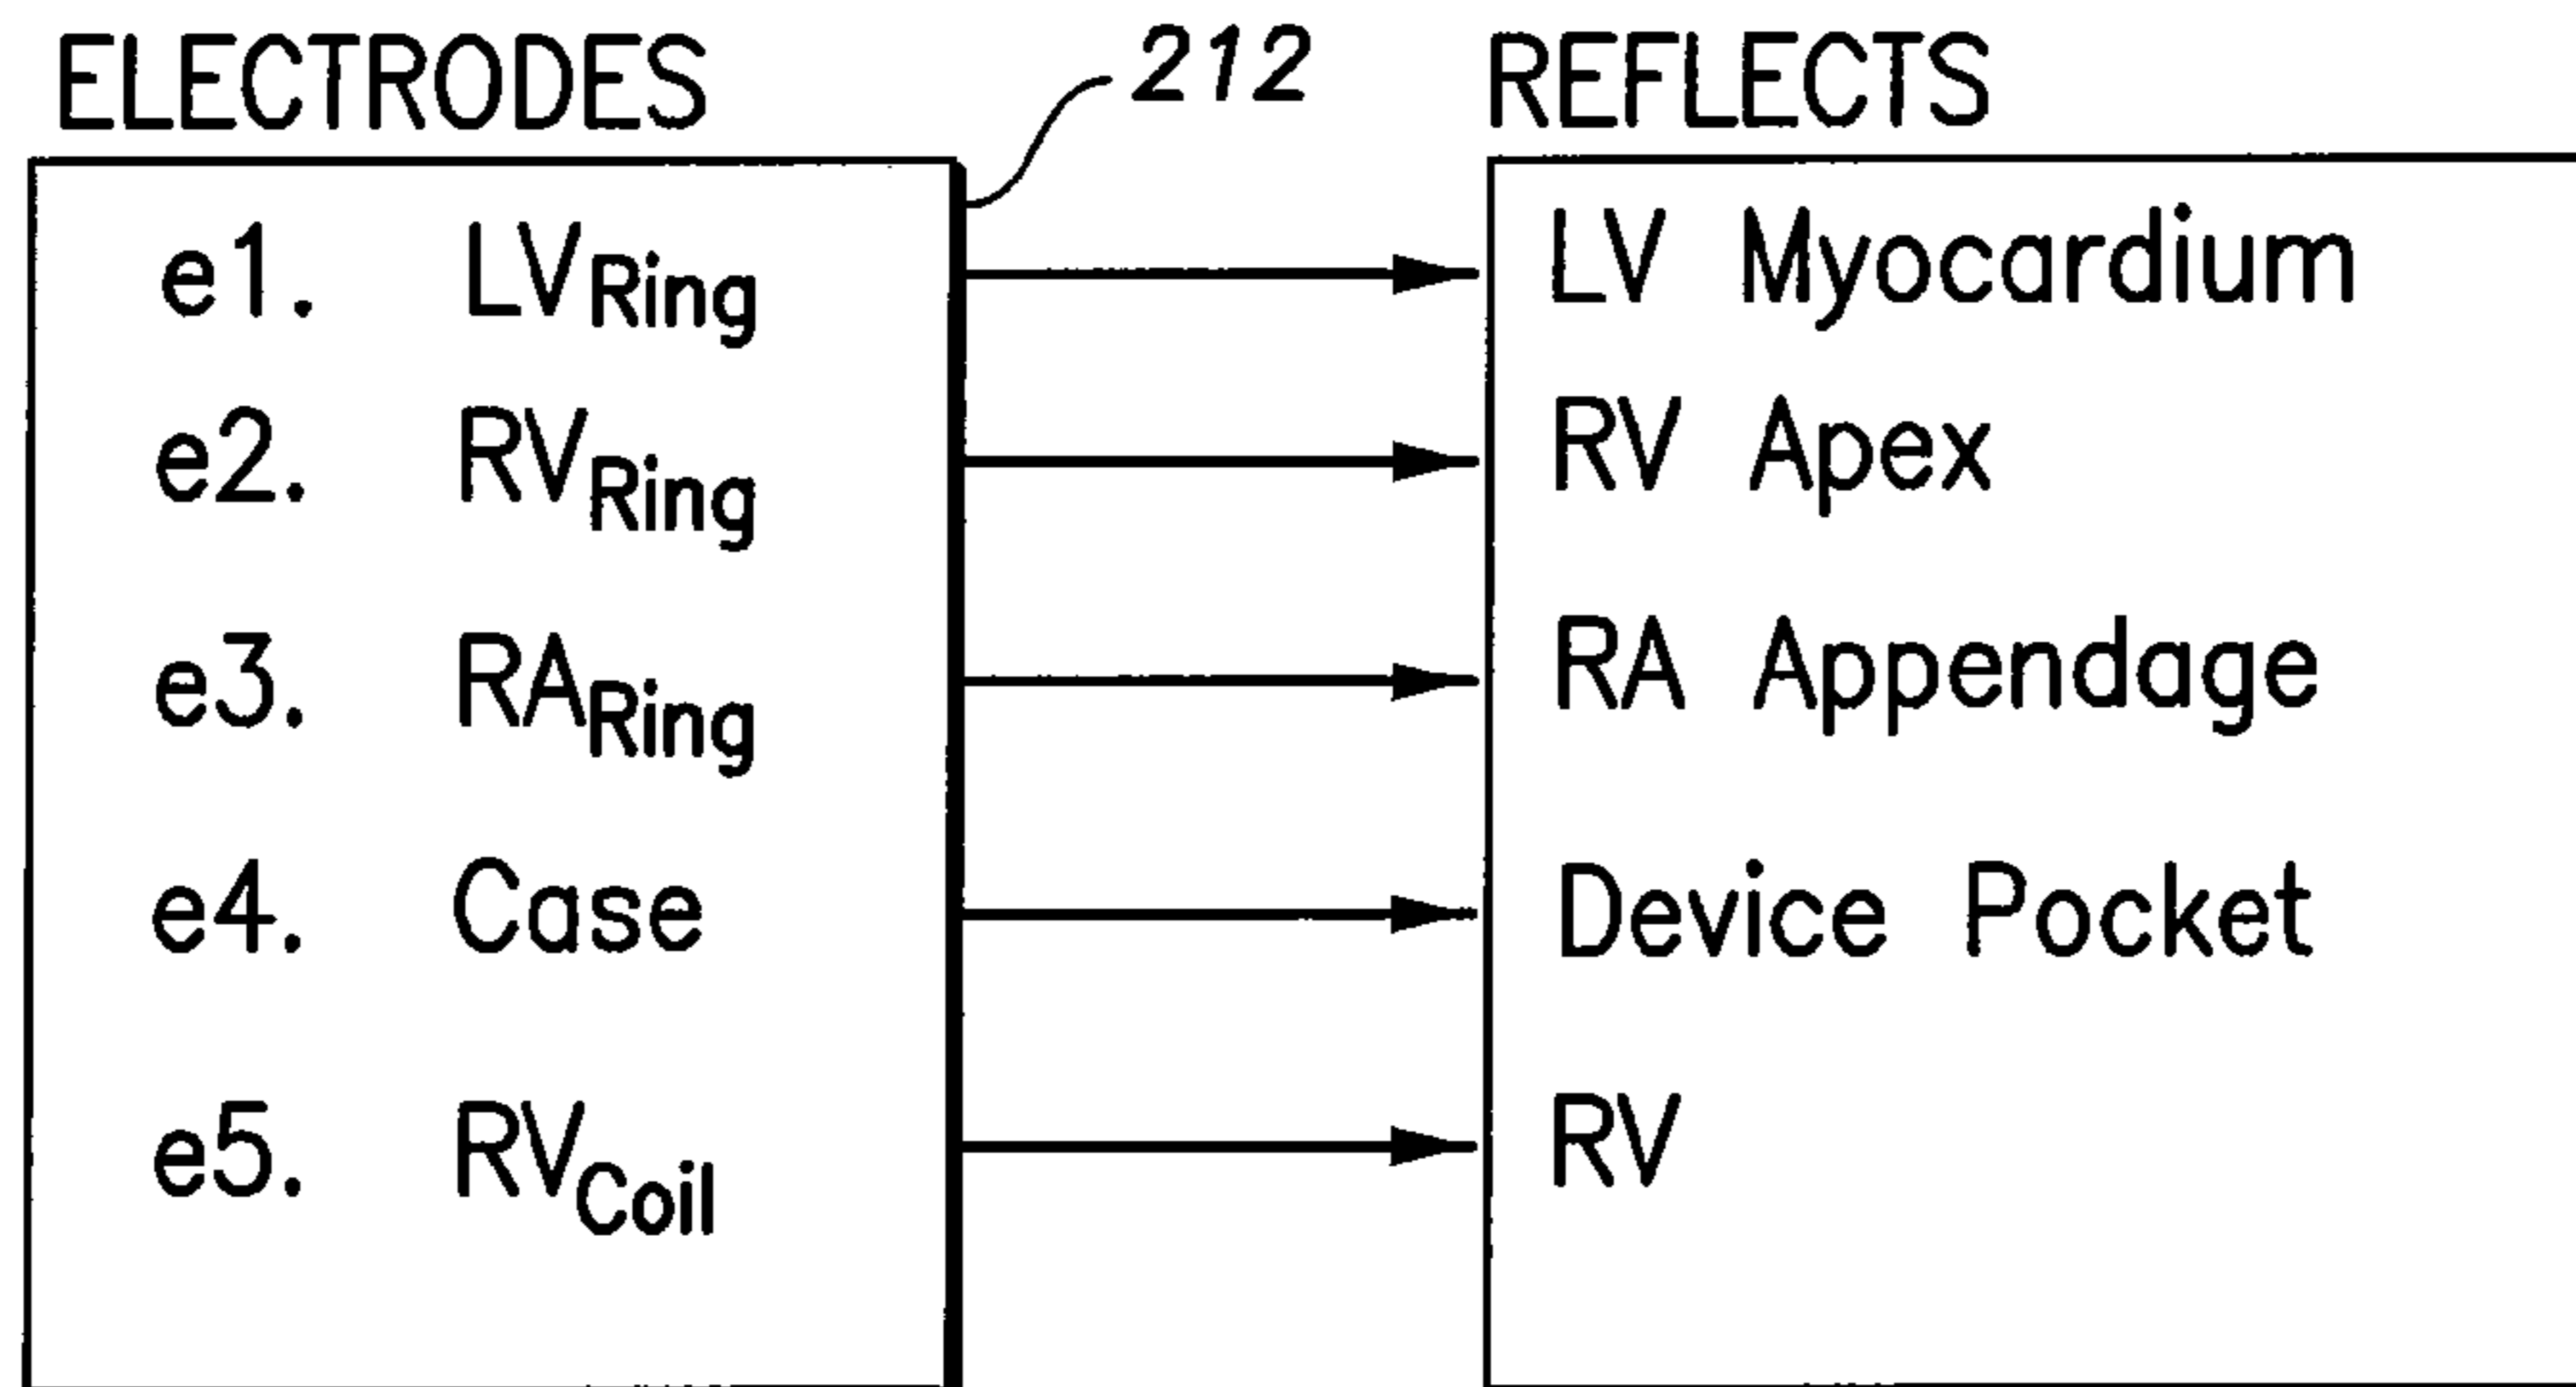 ELECTRODES 212 REFLECTS
e1. LVRing LV Myocardium
e2. RVRing RV Apex
e3. RARing RA Appendage
e4. Case Device Pocket
e5. RVCoil RV